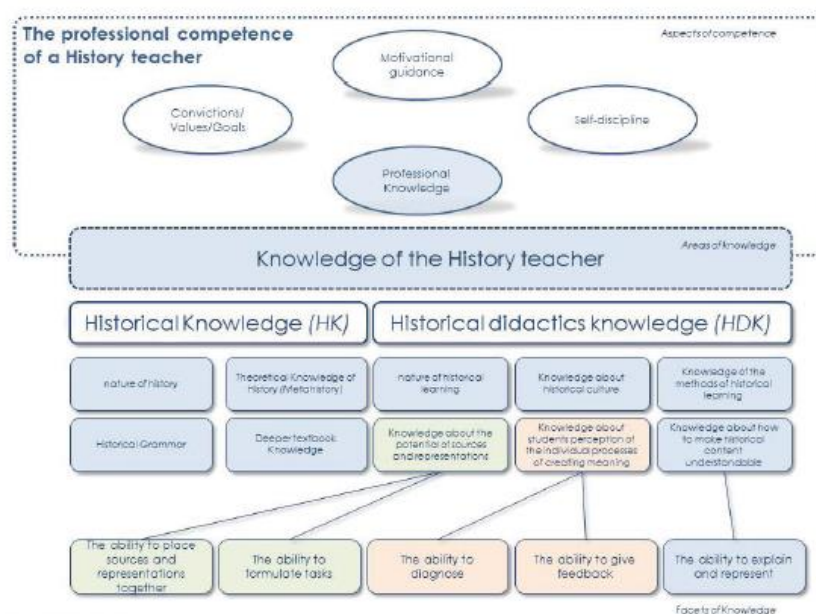 The professional competence
of a History teacher
Aspects of competence
Motivational
guidance
Convictions/
Values/Goals
Self-discipline
Professional
Knowledge
Areas of knowledge
Knowledge of the History teacher
Historical Knowledge (HK)
Historical didactics knowledge (HDK)
nature of history
Theoretical Knowledge of
History (Metahistory)
nature of historical
learning
Knowledge about
historical culture
Knowledge of the
methods of historical
learning
Historical Grammar
Deeper textbook
Knowledge
Knowledge about the
potential of sources
and representations
Knowledge about
students perception of
the individual processes
of creating meaning
Knowledge about how
to make historical
content
understandable
The ability to place
sources and
representations
together
The ability to
formulate tasks
The ability to
diagnose
The ability to give
feedback
The ability to explain
and represent
Facets of Knowledge